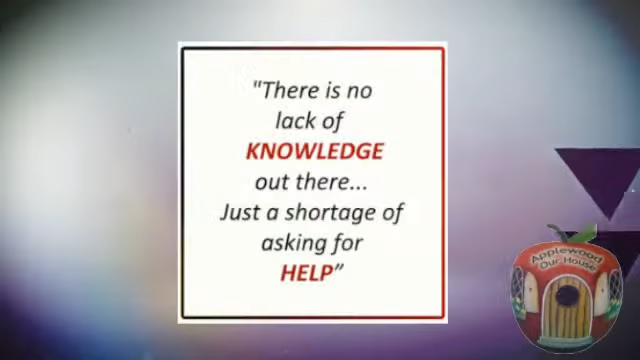 "There is no
lack of
KNOWLEDGE
out there...
Just a shortage of
asking for
HELP”
Applewood
Our House